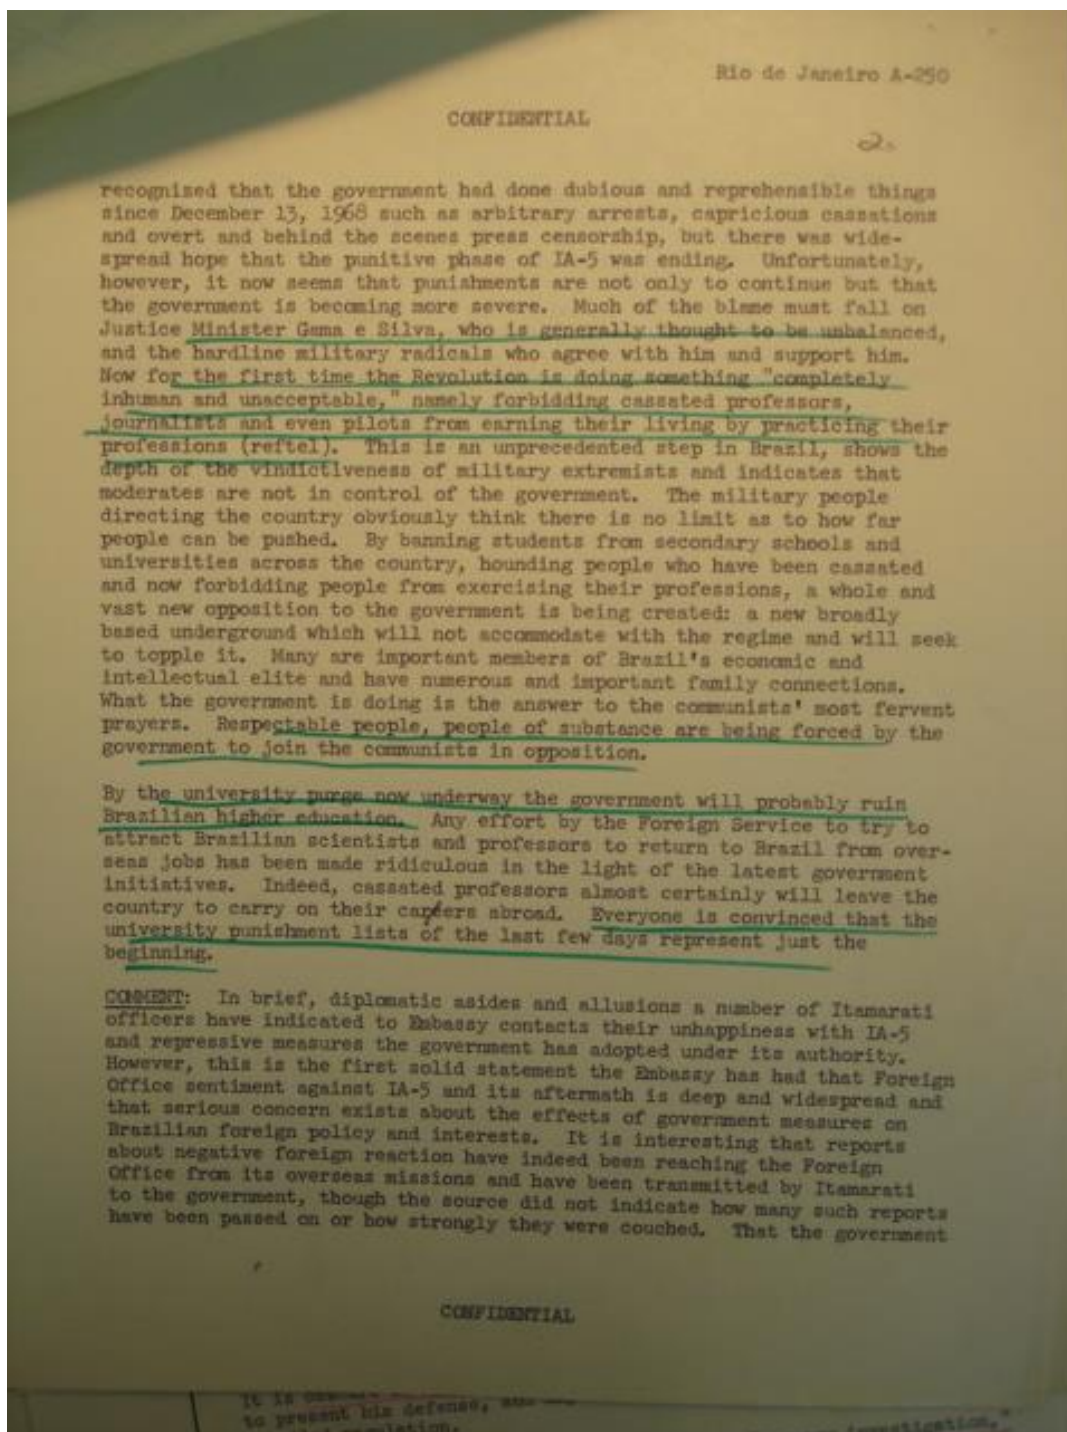 Rio de Janeiro A-250
CONFIDENTIAL
2.
recognized that the government had done dubious and reprehensible things
since December 13, 1968 such as arbitrary arrests, capricious cassations
and overt and behind the scenes press censorship, but there was wide-
spread hope that the punitive phase of IA-5 was ending. Unfortunately,
however, it now seems that punishments are not only to continue but that
the government is becoming more severe. Much of the blame must fall on
Justice Minister Gama e Silva, who is generally thought to be unbalanced,
and the hardline military radicals who agree with him and support him.
Now for the first time the Revolution is doing something "completely
inhuman and unacceptable," namely forbidding cassated professors,
journalists and even pilots from earning their living by practicing their
professions (reftel). This is an unprecedented step in Brazil, shows the
depth of the vindictiveness of military extremists and indicates that
moderates are not in control of the government. The military people
directing the country obviously think there is no limit as to how far
people can be pushed. By banning students from secondary schools and
universities across the country, hounding people who have been cassated
and now forbidding people from exercising their professions, a whole and
vast new opposition to the government is being created: a new broadly
based underground which will not accommodate with the regime and will seek
to topple it. Many are important members of Brazil's economic and
intellectual elite and have numerous and important family connections.
What the government is doing is the answer to the communists' most fervent
prayers. Respectable people, people of substance are being forced by the
government to join the communists in opposition.
By the university purge now underway the government will probably ruin
Brazilian higher education. Any effort by the Foreign Service to try to
attract Brazilian scientists and professors to return to Brazil from over-
seas jobs has been made ridiculous in the light of the latest government
initiatives. Indeed, cassated professors almost certainly will leave the
country to carry on their careers abroad. Everyone is convinced that the
university punishment lists of the last few days represent just the
beginning.
COMMENT: In brief, diplomatic asides and allusions a number of Itamarati
officers have indicated to Embassy contacts their unhappiness with IA-5
and repressive measures the government has adopted under its authority.
However, this is the first solid statement the Embassy has had that Foreign
Office sentiment against IA-5 and its aftermath is deep and widespread and
that serious concern exists about the effects of government measures on
Brazilian foreign policy and interests. It is interesting that reports
about negative foreign reaction have indeed been reaching the Foreign
Office from its overseas missions and have been transmitted by Itamarati
to the government, though the source did not indicate how many such reports
have been passed on or how strongly they were couched. That the government
CONFIDENTIAL
It is
to present his defense,
investigation,